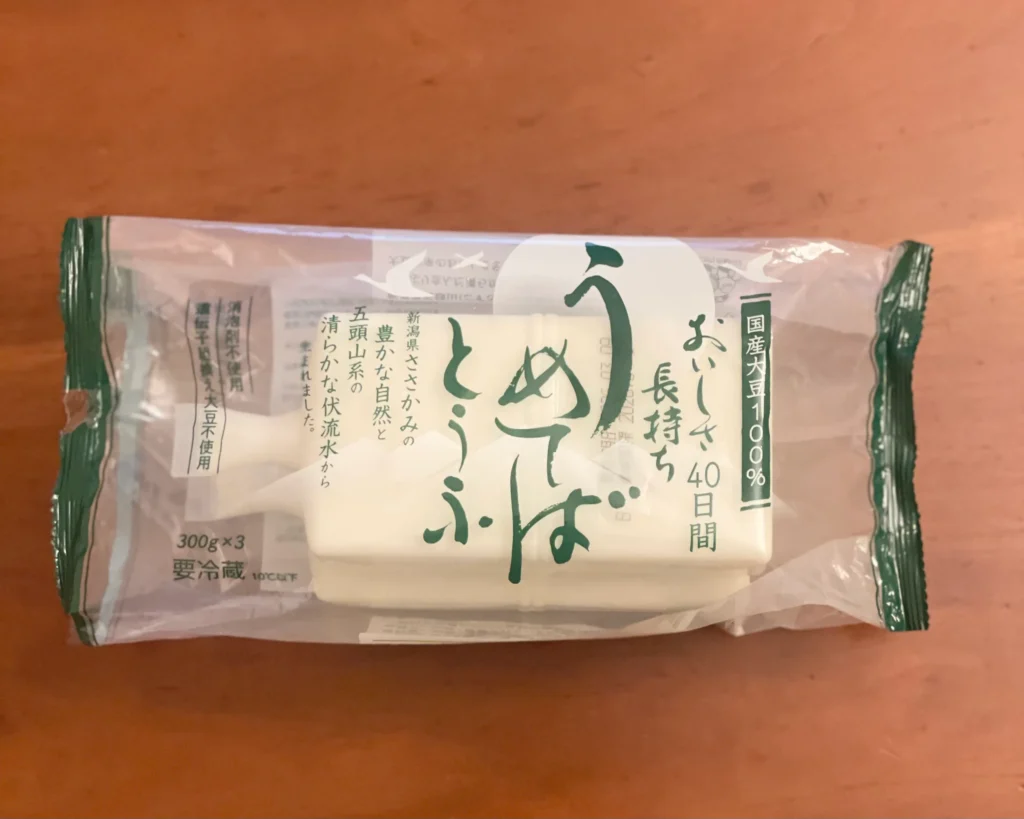 国産大豆100%
おいしさ40日間
長持ち
うめてば
とうふ
新潟県ささかみの
豊かな自然と
五頭山系の
清らかな伏流水から
生まれました。
消泡剤不使用
遺伝子組換え大豆不使用
300g×3
要冷蔵 10℃以下